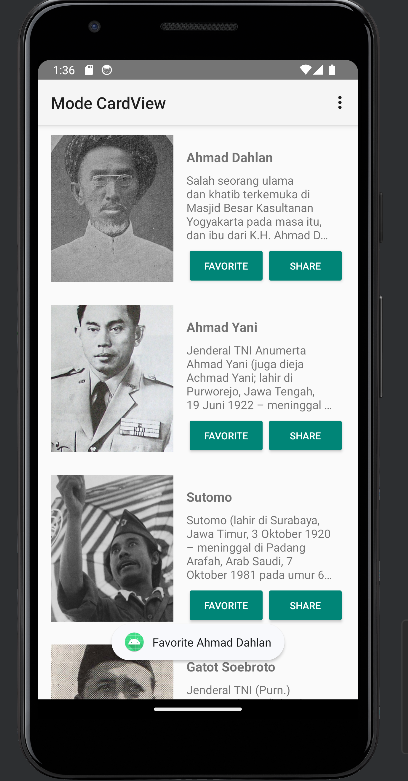 1:36
Mode CardView
Ahmad Dahlan
Salah seorang ulama
dan khatib terkemuka di
Masjid Besar Kasultanan
Yogyakarta pada masa itu,
dan ibu dari K.H. Ahmad D...
FAVORITE SHARE
Ahmad Yani
Jenderal TNI Anumerta
Ahmad Yani (juga dieja
Achmad Yani; lahir di
Purworejo, Jawa Tengah,
19 Juni 1922 – meninggal ...
FAVORITE SHARE
Sutomo
Sutomo (lahir di Surabaya,
Jawa Timur, 3 Oktober 1920
– meninggal di Padang
Arafah, Arab Saudi, 7
Oktober 1981 pada umur 6...
FAVORITE SHARE
Favorite Ahmad Dahlan
Gatot Soebroto
Jenderal TNI (Purn.)